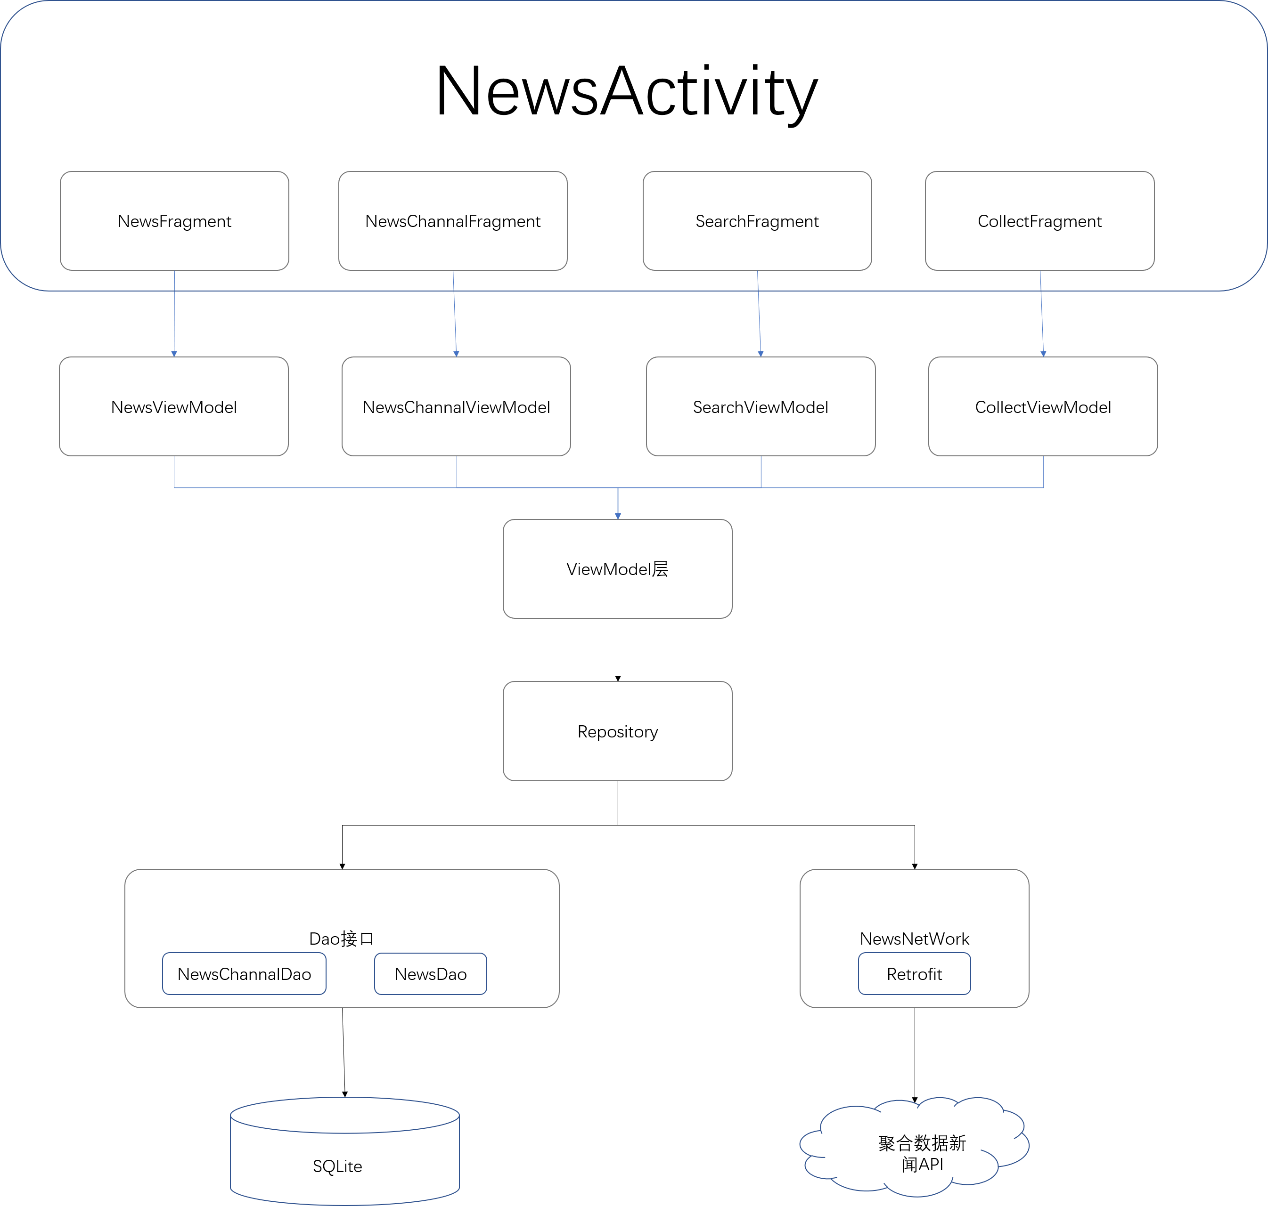 NewsActivity
NewsFragment
NewsChannalFragment
SearchFragment
CollectFragment
NewsViewModel
NewsChannalViewModel
SearchViewModel
CollectViewModel
ViewModel层
Repository
Dao接口
NewsChannalDao
NewsDao
NewsNetWork
Retrofit
SQLite
聚合数据新
闻API